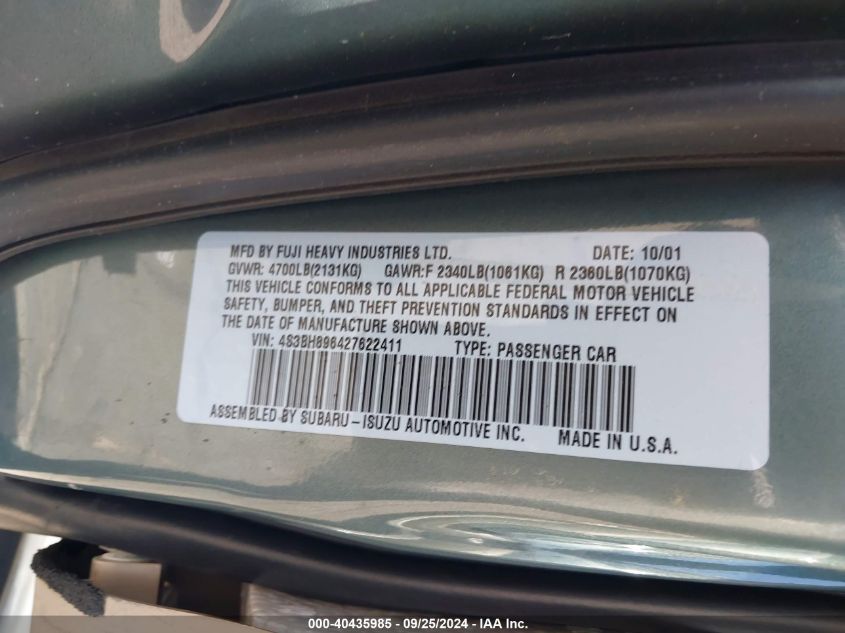 MFD BY FUJI HEAVY INDUSTRIES LTD. DATE: 10/01
GVWR: 4700LB(2131KG) GAWR:F 2340LB(1061KG) R 2360LB(1070KG)
THIS VEHICLE CONFORMS TO ALL APPLICABLE FEDERAL MOTOR VEHICLE
SAFETY, BUMPER, AND THEFT PREVENTION STANDARDS IN EFFECT ON
THE DATE OF MANUFACTURE SHOWN ABOVE.
VIN: 4S3BH896427622411 TYPE: PASSENGER CAR
ASSEMBLED BY SUBARU-ISUZU AUTOMOTIVE INC. MADE IN U.S.A.
000-40435985 - 09/25/2024 - IAA Inc.